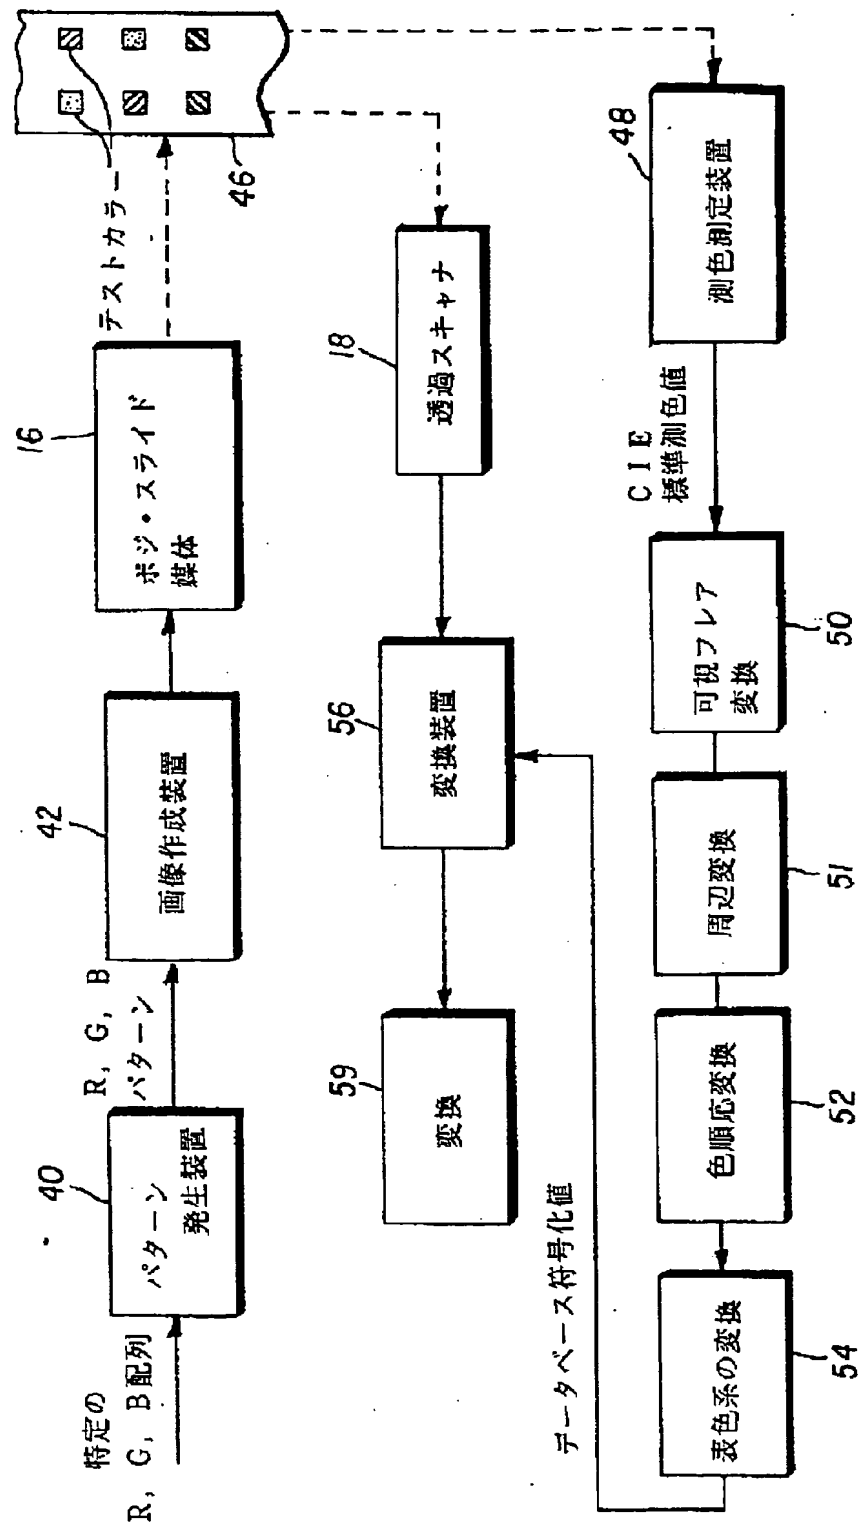 特定の
R, G, B配列
40
パターン
発生装置
R, G, B
パターン
42
画像作成装置
16
ポジ・スライド
媒体
テストカラー
46
18
透過スキャナ
56
変換装置
59
変換
データベース符号化値
48
測色測定装置
CIE
標準測色値
可視フレア
変換
50
周辺変換
51
色順応変換
52
表色系の変換
54